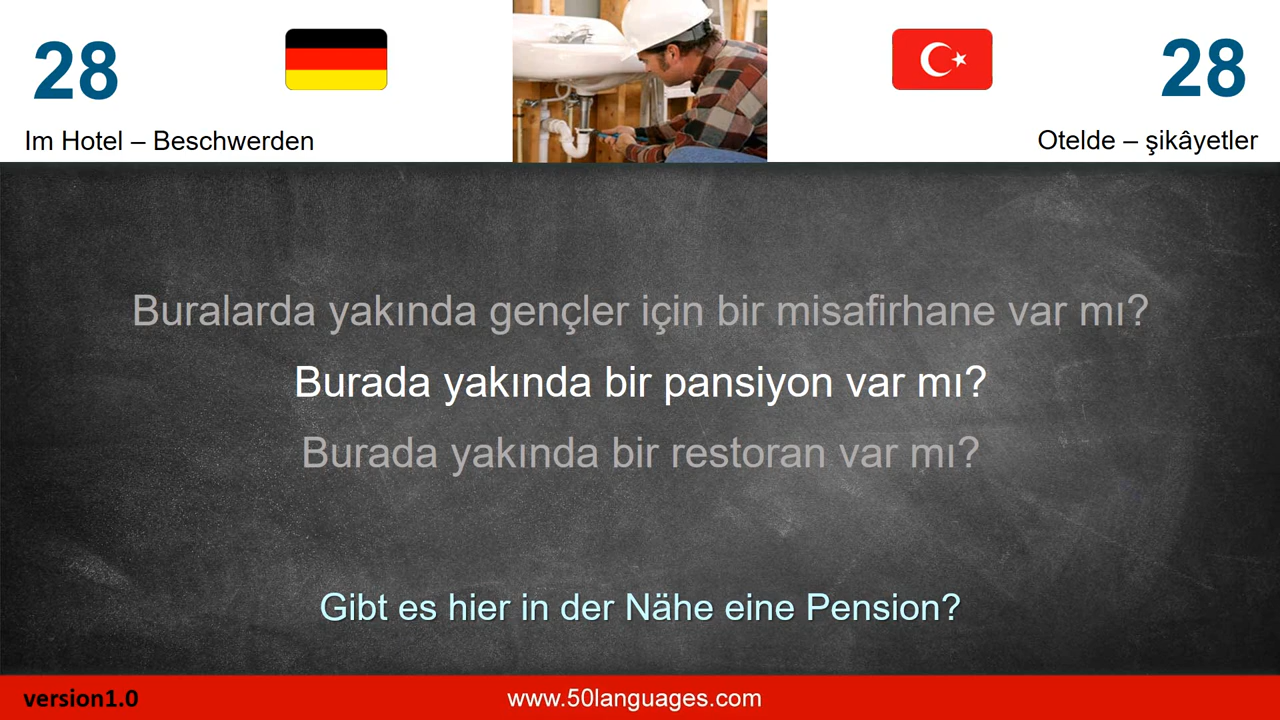 28
28
Im Hotel – Beschwerden
Otelde – şikâyetler
Buralarda yakında gençler için bir misafirhane var mı?
Burada yakında bir pansiyon var mı?
Burada yakında bir restoran var mı?
Gibt es hier in der Nähe eine Pension?
version1.0
www.50languages.com